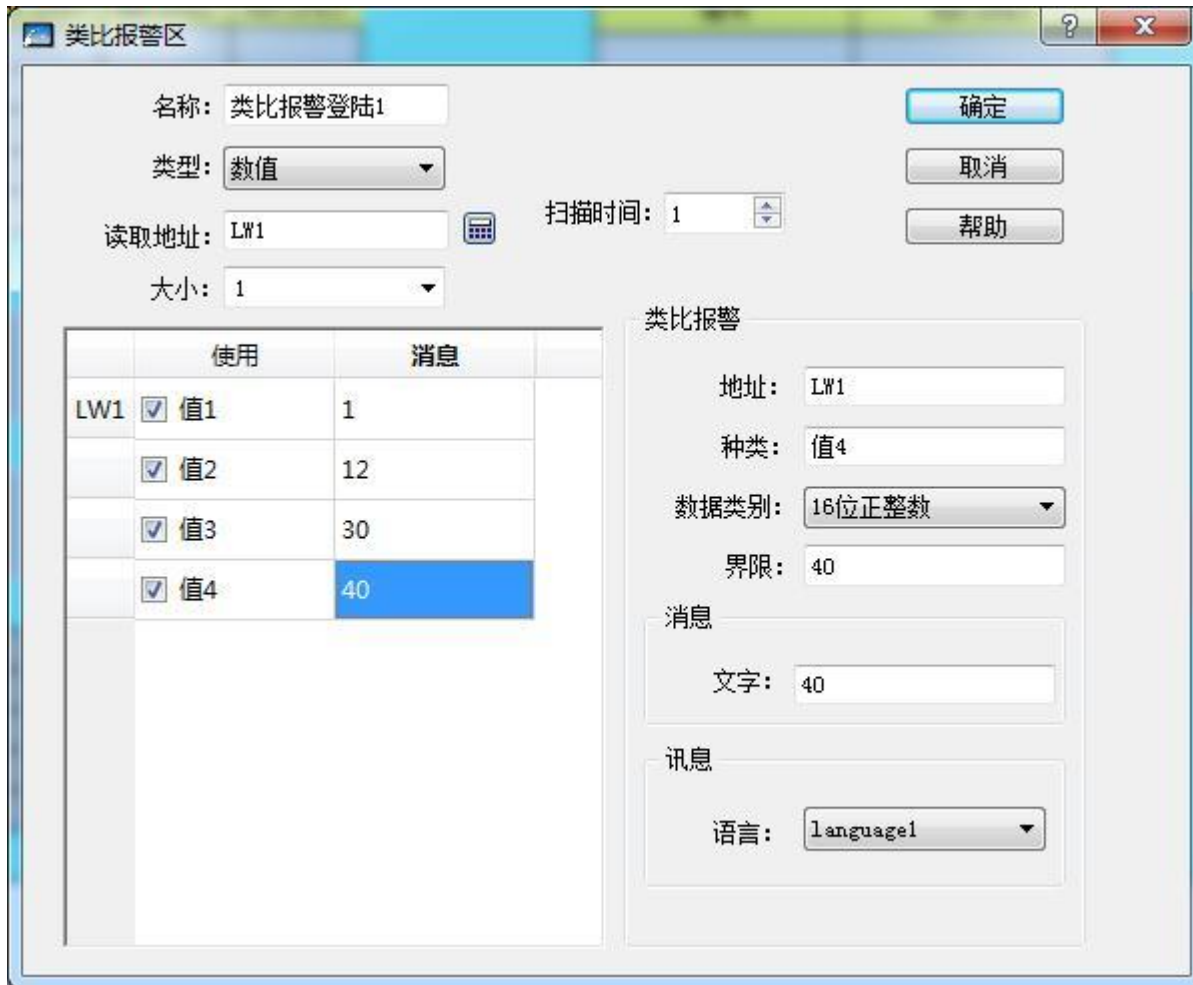 类比报警区
名称： 类比报警登陆1 确定
类型： 数值 取消
读取地址： LW1 扫描时间： 1 帮助
大小： 1
使用 消息
LW1 值1 1
值2 12
值3 30
值4 40
类比报警
地址： LW1
种类： 值4
数据类别： 16位正整数
界限： 40
消息
文字： 40
讯息
语言： language1